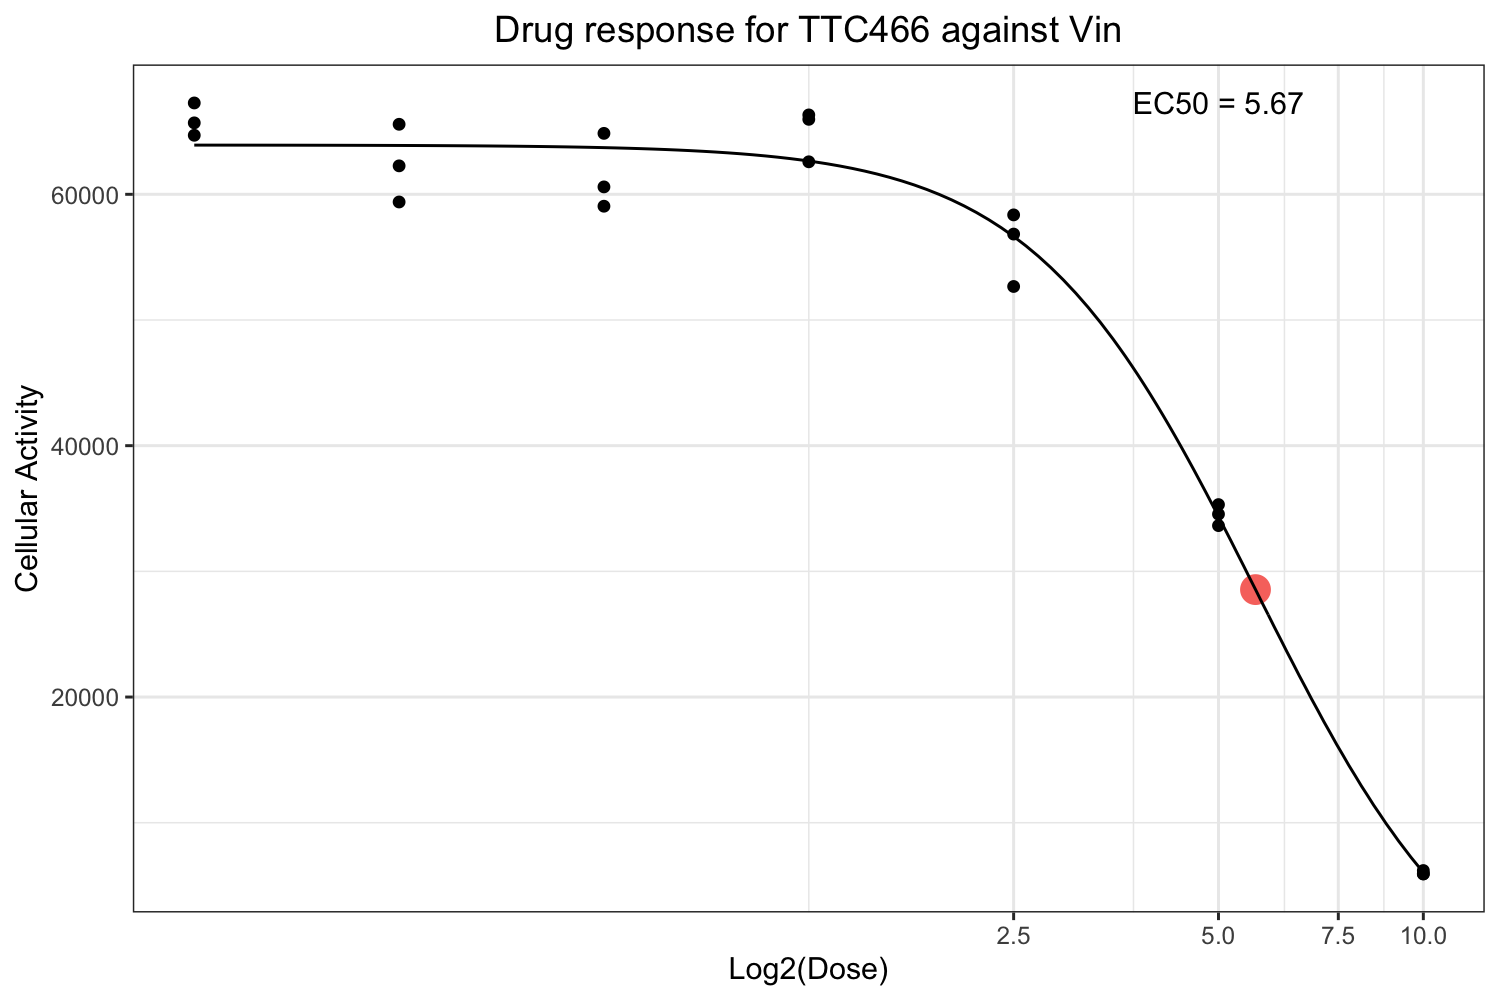 Drug response for TTC466 against Vin
EC50 = 5.67
60000
40000
20000
Cellular Activity
2.5 5.0 7.5 10.0
Log2(Dose)